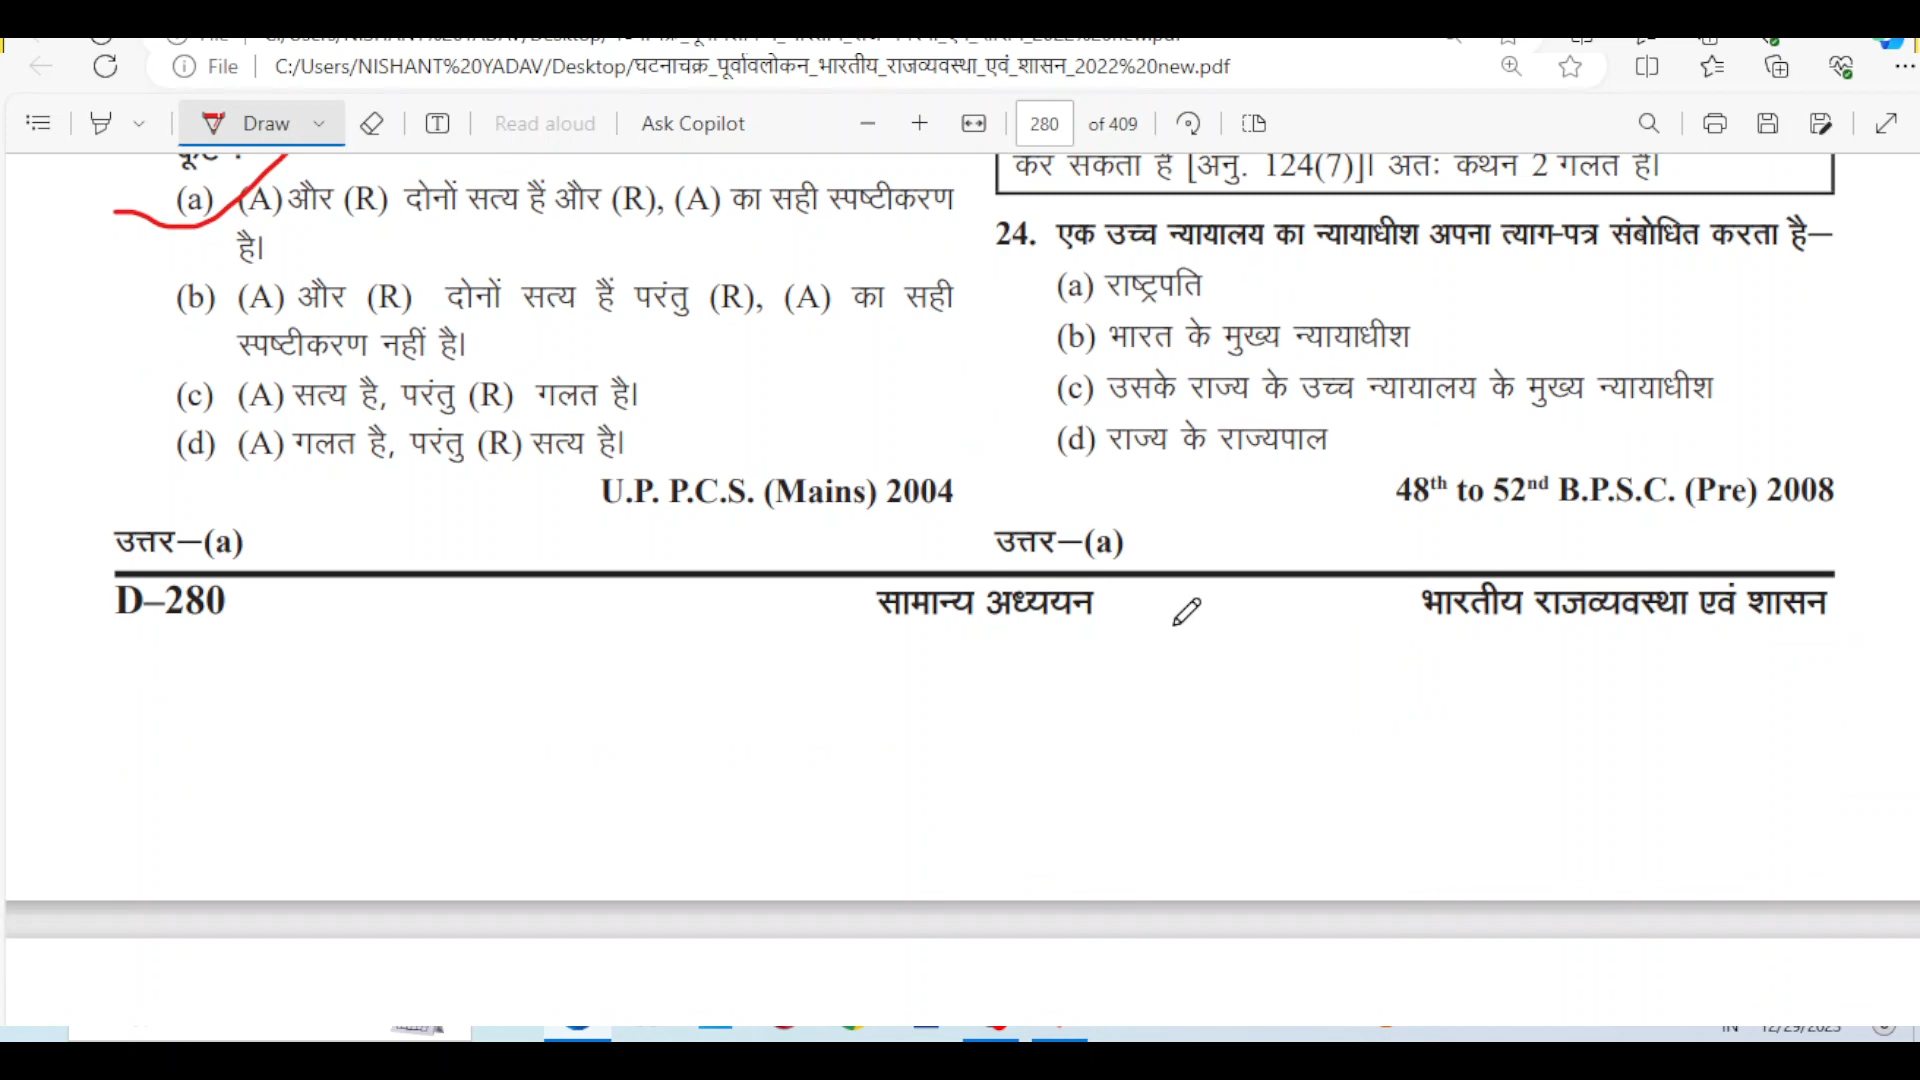 File | C:/Users/NISHANT%20YADAV/Desktop/घटनाचक्र_पूर्वावलोकन_भारतीय_राजव्यवस्था_एवं_शासन_2022%20new.pdf
Draw Read aloud Ask Copilot 280 of 409
(a) (A) और (R) दोनों सत्य हैं और (R), (A) का सही स्पष्टीकरण
है।
(b) (A) और (R) दोनों सत्य हैं परंतु (R), (A) का सही
स्पष्टीकरण नहीं है।
(c) (A) सत्य है, परंतु (R) गलत है।
(d) (A) गलत है, परंतु (R) सत्य है।
U.P. P.C.S. (Mains) 2004
उत्तर—(a)
कर सकता है [अनु. 124(7)]। अतः कथन 2 गलत है।
24. एक उच्च न्यायालय का न्यायाधीश अपना त्याग-पत्र संबोधित करता है—
(a) राष्ट्रपति
(b) भारत के मुख्य न्यायाधीश
(c) उसके राज्य के उच्च न्यायालय के मुख्य न्यायाधीश
(d) राज्य के राज्यपाल
48th to 52nd B.P.S.C. (Pre) 2008
उत्तर—(a)
D–280 सामान्य अध्ययन भारतीय राजव्यवस्था एवं शासन